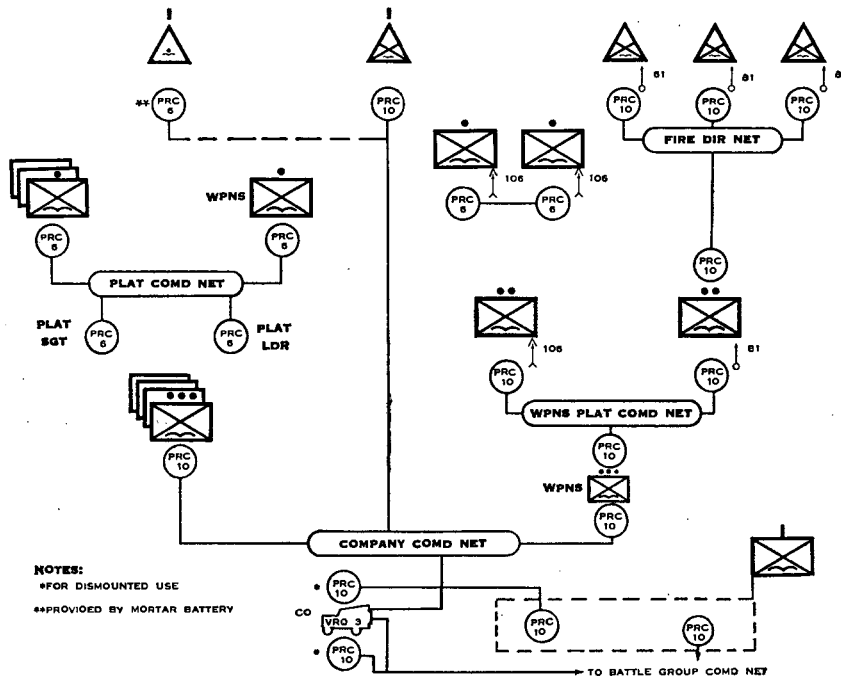 ** PRC 6
PRC 10
61
81
8
PRC 10
PRC 10
PRC 10
FIRE DIR NET
106
106
PRC 6
PRC 6
WPNS
PRC 6
PRC 6
PRC 10
PLAT COMD NET
PLAT SGT
PRC 6
PRC 6
PLAT LDR
106
81
PRC 10
PRC 10
WPNS PLAT COMD NET
PRC 10
PRC 10
WPNS
PRC 10
COMPANY COMD NET
NOTES:
*FOR DISMOUNTED USE
**PROVIDED BY MORTAR BATTERY
* PRC 10
CO
VRQ 3
* PRC 10
PRC 10
PRC 10
TO BATTLE GROUP COMD NET